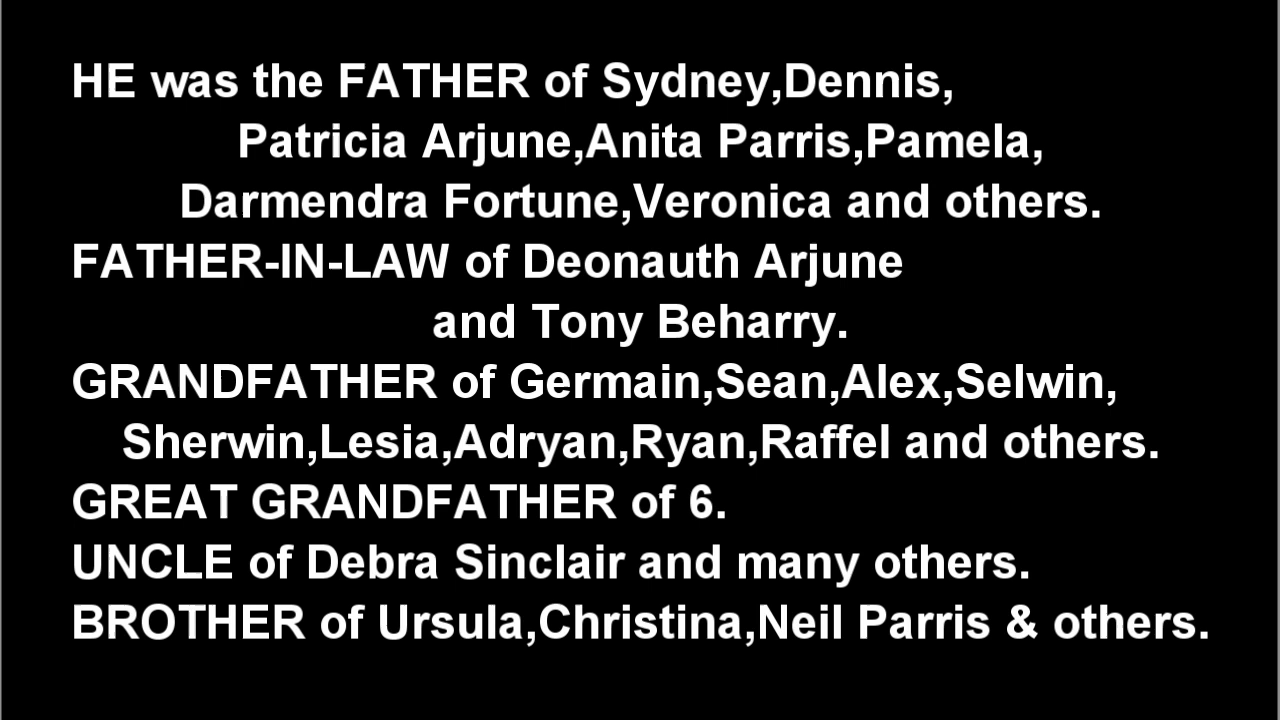 HE was the FATHER of Sydney,Dennis,
Patricia Arjune,Anita Parris,Pamela,
Darmendra Fortune,Veronica and others.
FATHER-IN-LAW of Deonauth Arjune
and Tony Beharry.
GRANDFATHER of Germain,Sean,Alex,Selwin,
Sherwin,Lesia,Adryan,Ryan,Raffel and others.
GREAT GRANDFATHER of 6.
UNCLE of Debra Sinclair and many others.
BROTHER of Ursula,Christina,Neil Parris & others.